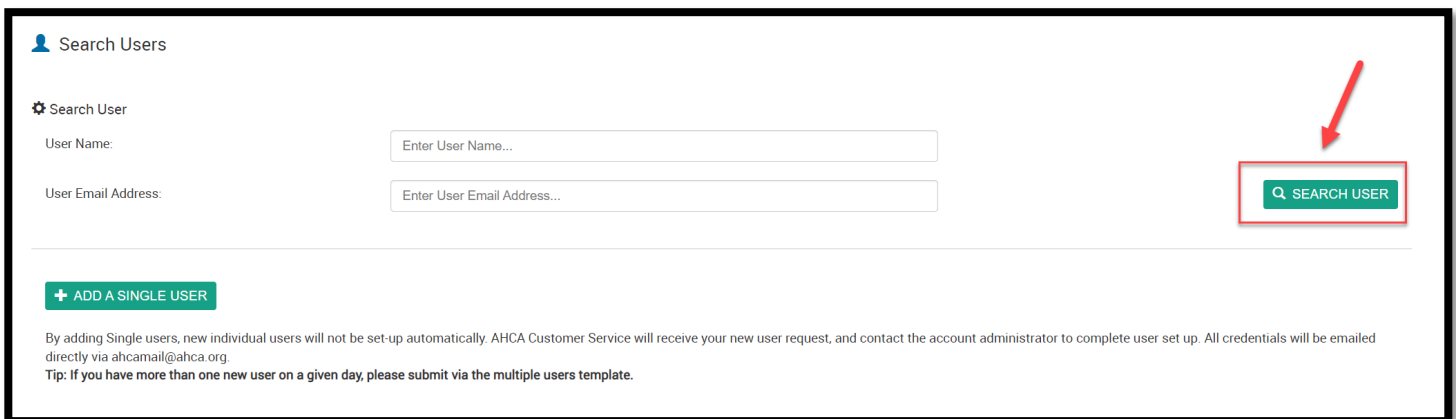 Search Users
Search User
User Name:
Enter User Name...
User Email Address:
Enter User Email Address...
SEARCH USER
ADD A SINGLE USER
By adding Single users, new individual users will not be set-up automatically. AHCA Customer Service will receive your new user request, and contact the account administrator to complete user set up. All credentials will be emailed
directly via ahcamail@ahca.org.
Tip: If you have more than one new user on a given day, please submit via the multiple users template.